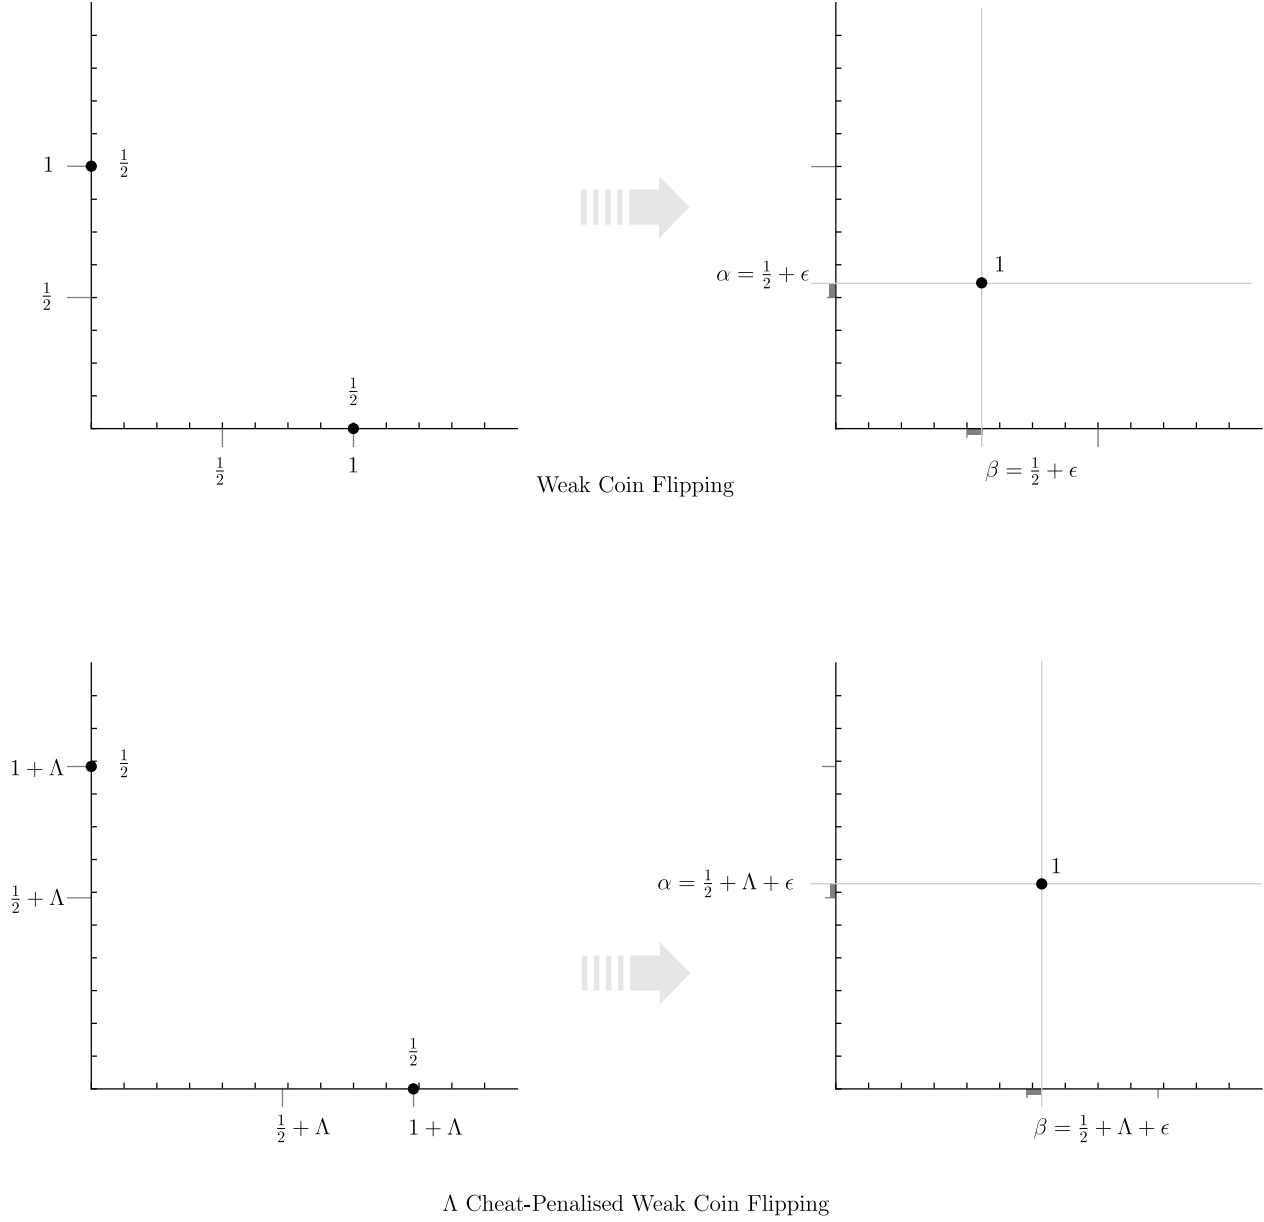 1
1/2
1/2
1/2
1/2
1
α = 1/2 + ϵ
1
β = 1/2 + ϵ
Weak Coin Flipping
1 + Λ
1/2
1/2 + Λ
1/2
1/2 + Λ
1 + Λ
α = 1/2 + Λ + ϵ
1
β = 1/2 + Λ + ϵ
Λ Cheat-Penalised Weak Coin Flipping